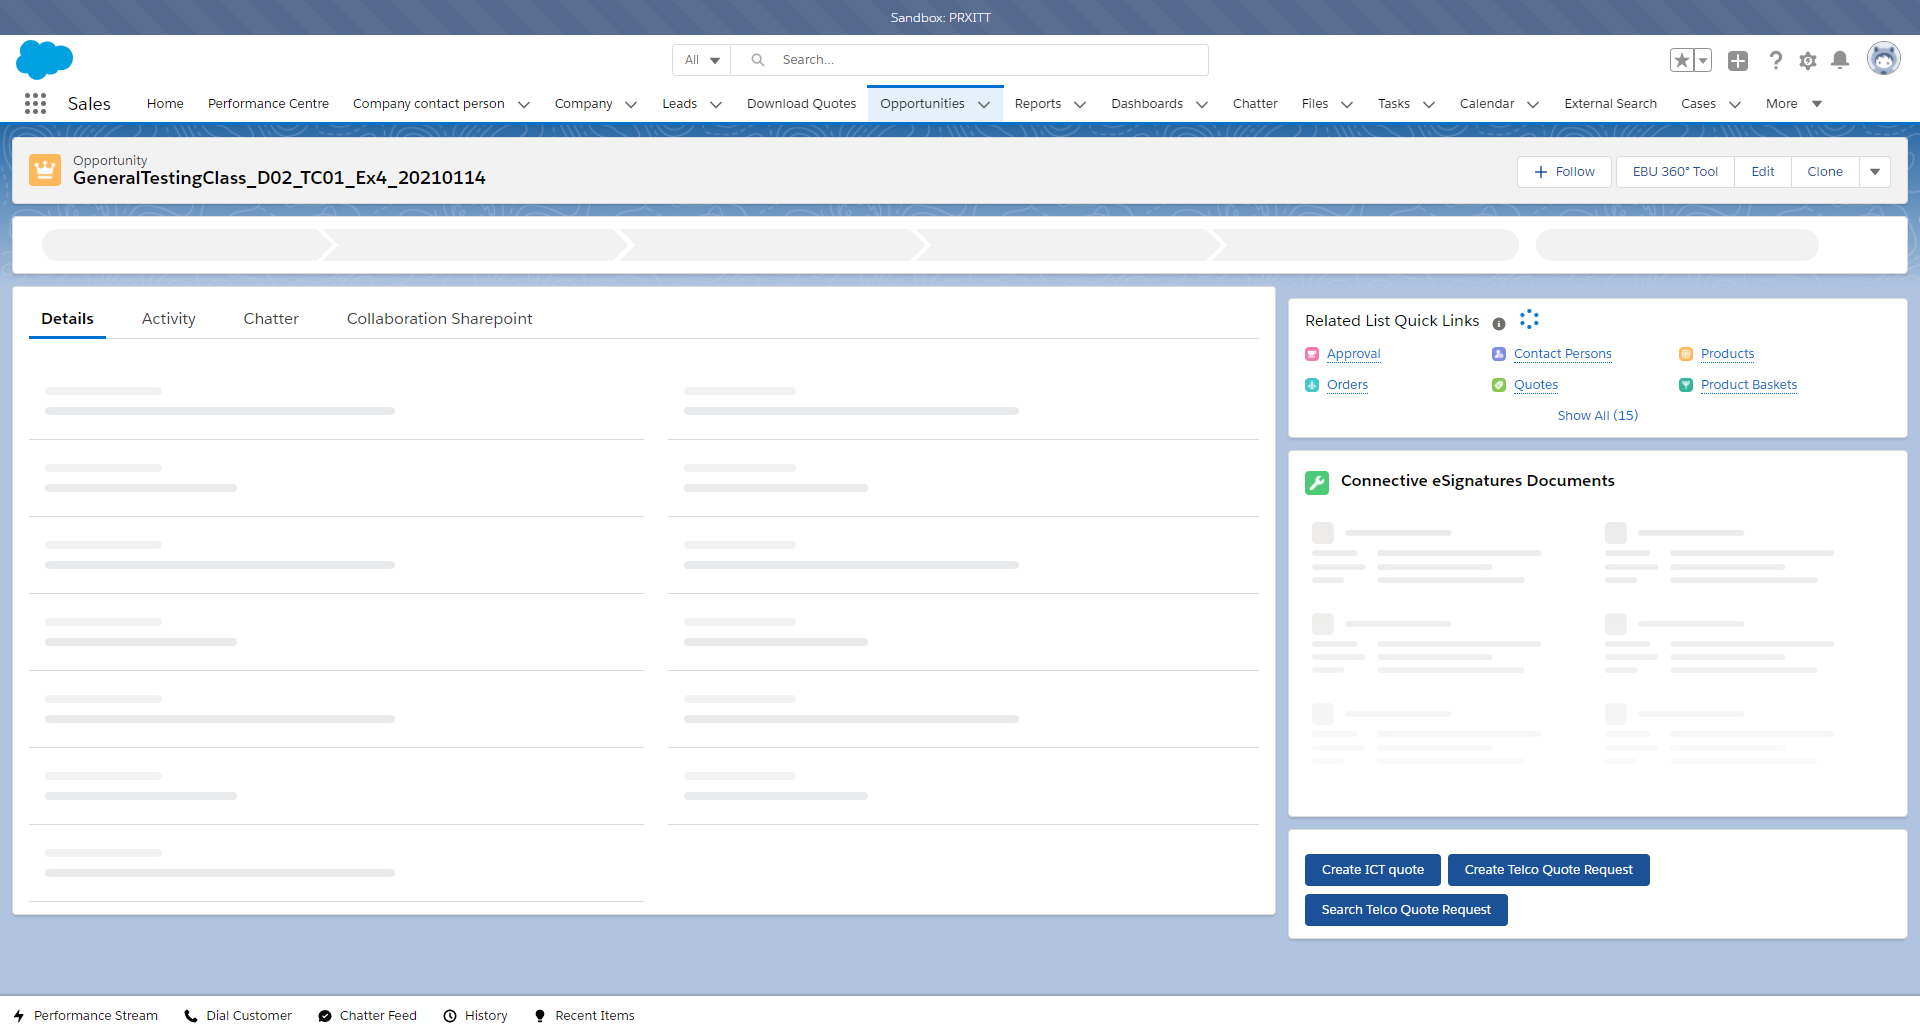 Sandbox: PRXITT
All
Search...
Sales
Home
Performance Centre
Company contact person
Company
Leads
Download Quotes
Opportunities
Reports
Dashboards
Chatter
Files
Tasks
Calendar
External Search
Cases
More
Opportunity
GeneralTestingClass_D02_TC01_Ex4_20210114
Follow
EBU 360° Tool
Edit
Clone
Details
Activity
Chatter
Collaboration Sharepoint
Related List Quick Links
Approval
Contact Persons
Products
Orders
Quotes
Product Baskets
Show All (15)
Connective eSignatures Documents
Create ICT quote
Create Telco Quote Request
Search Telco Quote Request
Performance Stream
Dial Customer
Chatter Feed
History
Recent Items